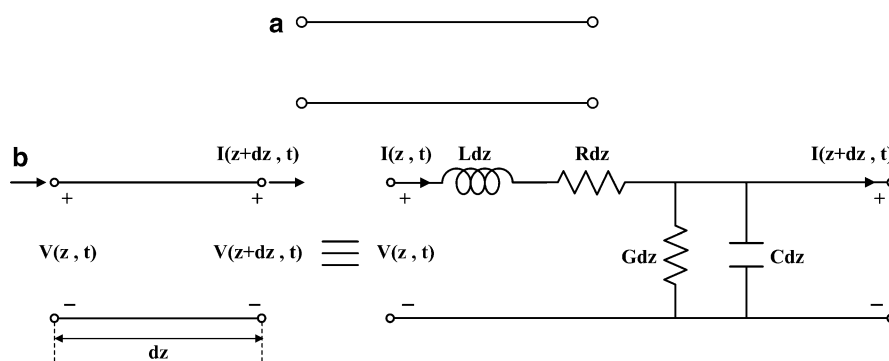 a
b
I(z+dz , t)
I(z , t)
Ldz
Rdz
I(z+dz , t)
+
+
+
+
V(z , t)
V(z+dz , t)
V(z , t)
Gdz
Cdz
−
−
−
−
dz